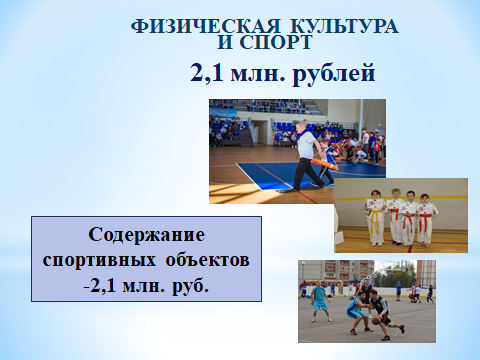 ФИЗИЧЕСКАЯ КУЛЬТУРА
И СПОРТ
2,1 млн. рублей
Содержание
спортивных объектов
-2,1 млн. руб.